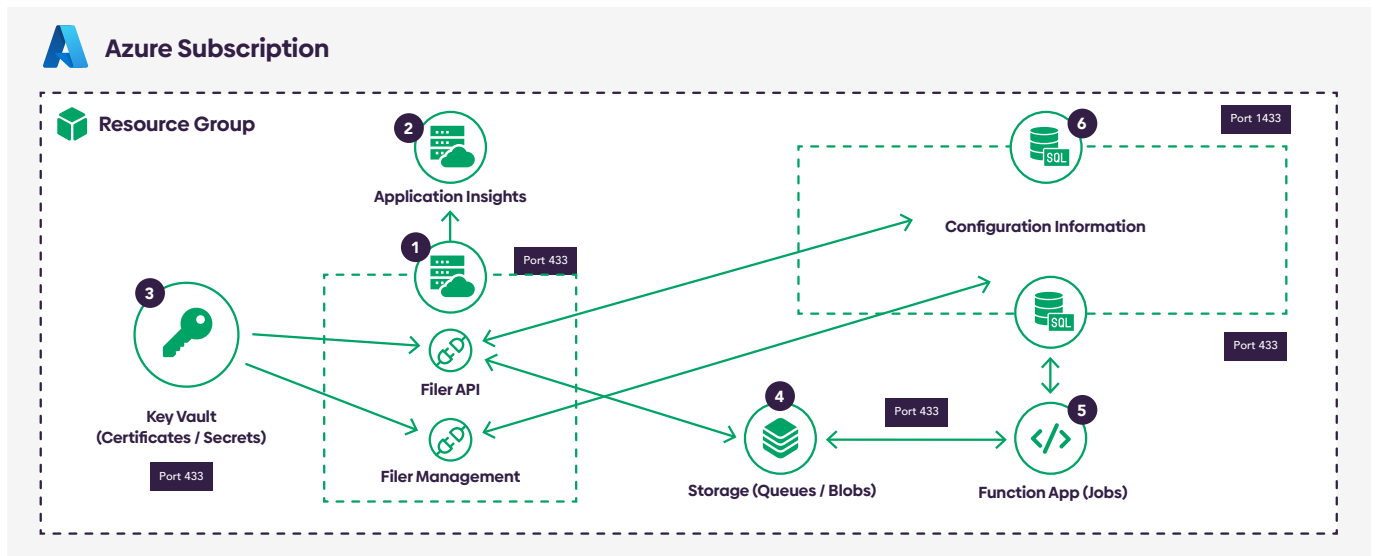 Azure Subscription
Resource Group
2
Application Insights
1
Port 433
3
Key Vault
(Certificates / Secrets)
Port 433
Filer API
Filer Management
6
SQL
Port 1433
Configuration Information
SQL
Port 433
4
Storage (Queues / Blobs)
Port 433
5
</>
Function App (Jobs)